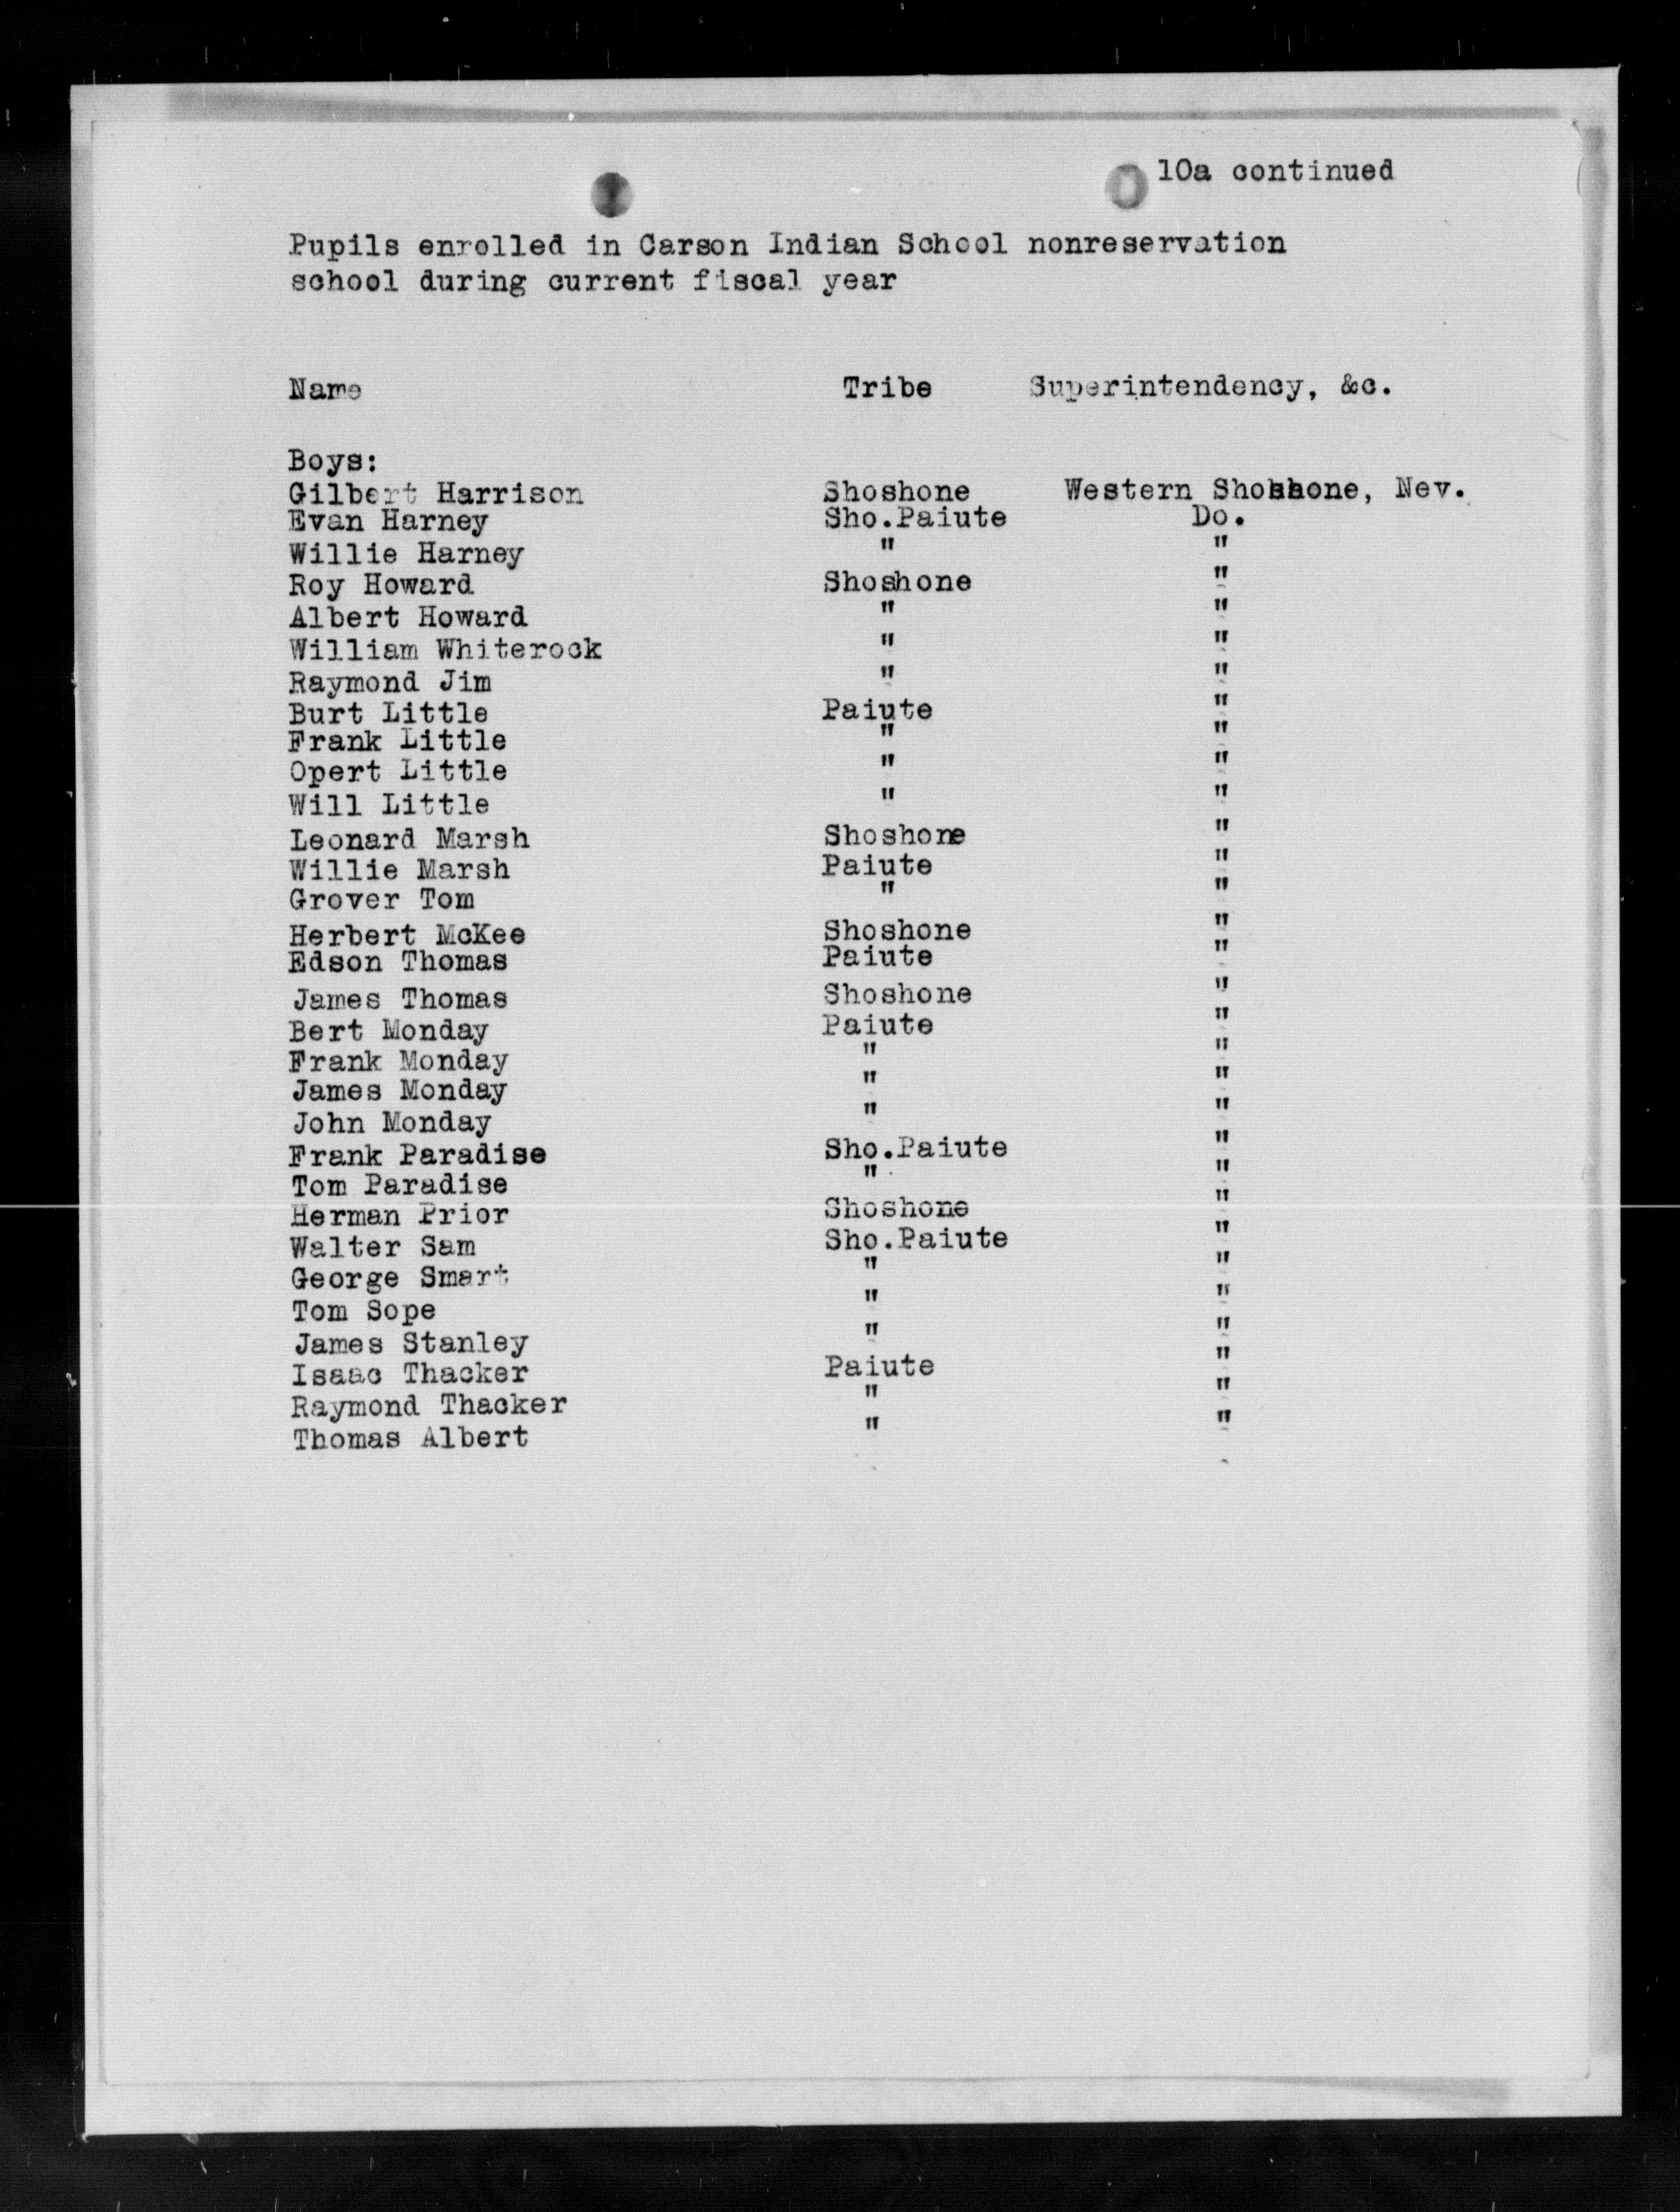 10a continued
Pupils enrolled in Carson Indian School nonreservation
school during current fiscal year
Name Tribe Superintendency, &c.
Boys:
Gilbert Harrison Shoshone Western Shoshone, Nev.
Evan Harney Sho.Paiute Do.
Willie Harney " "
Roy Howard Shoshone "
Albert Howard " "
William Whiterock " "
Raymond Jim " "
Burt Little Paiute "
Frank Little " "
Opert Little " "
Will Little " "
Leonard Marsh Shoshone "
Willie Marsh Paiute "
Grover Tom " "
Herbert McKee Shoshone "
Edson Thomas Paiute "
James Thomas Shoshone "
Bert Monday Paiute "
Frank Monday " "
James Monday " "
John Monday " "
Frank Paradise Sho.Paiute "
Tom Paradise " "
Herman Prior Shoshone "
Walter Sam Sho.Paiute "
George Smart " "
Tom Sope " "
James Stanley " "
Isaac Thacker Paiute "
Raymond Thacker " "
Thomas Albert " "